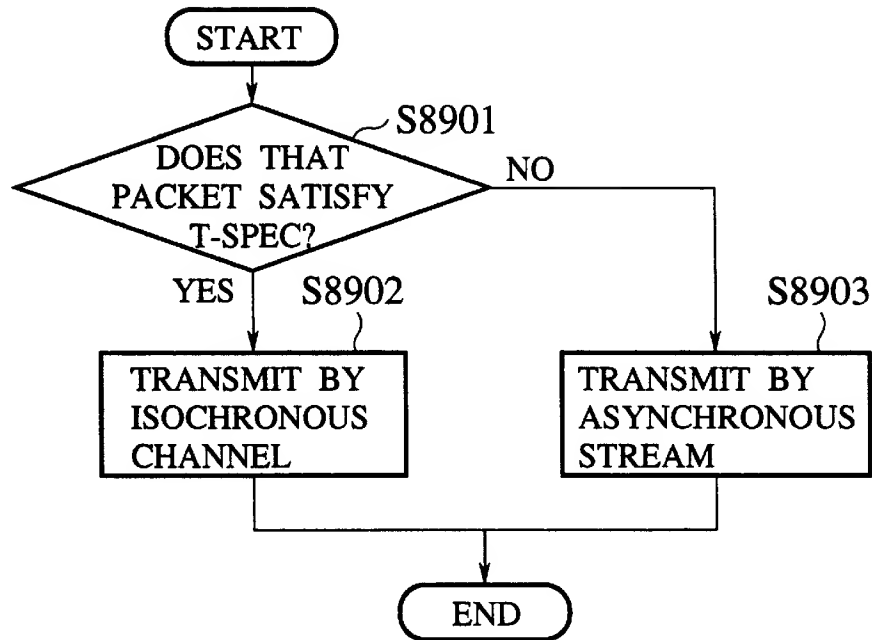 START
S8901
DOES THAT
PACKET SATISFY
T-SPEC?
NO
YES
S8902
S8903
TRANSMIT BY
ISOCHRONOUS
CHANNEL
TRANSMIT BY
ASYNCHRONOUS
STREAM
END